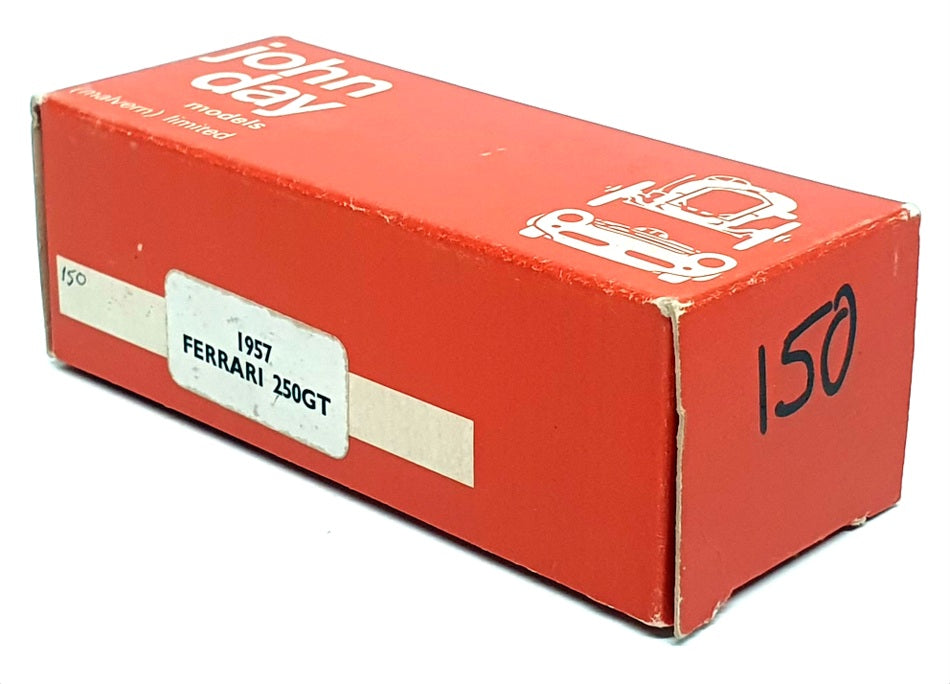 john
day
models
(malvern) limited
150
1957
FERRARI 250GT
150